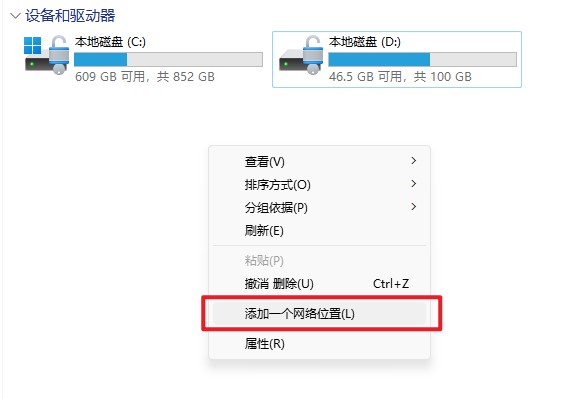 设备和驱动器
本地磁盘 (C:)
609 GB 可用，共 852 GB
本地磁盘 (D:)
46.5 GB 可用，共 100 GB
查看(V)
排序方式(O)
分组依据(P)
刷新(E)
粘贴(P)
撤消 删除(U) Ctrl+Z
添加一个网络位置(L)
属性(R)